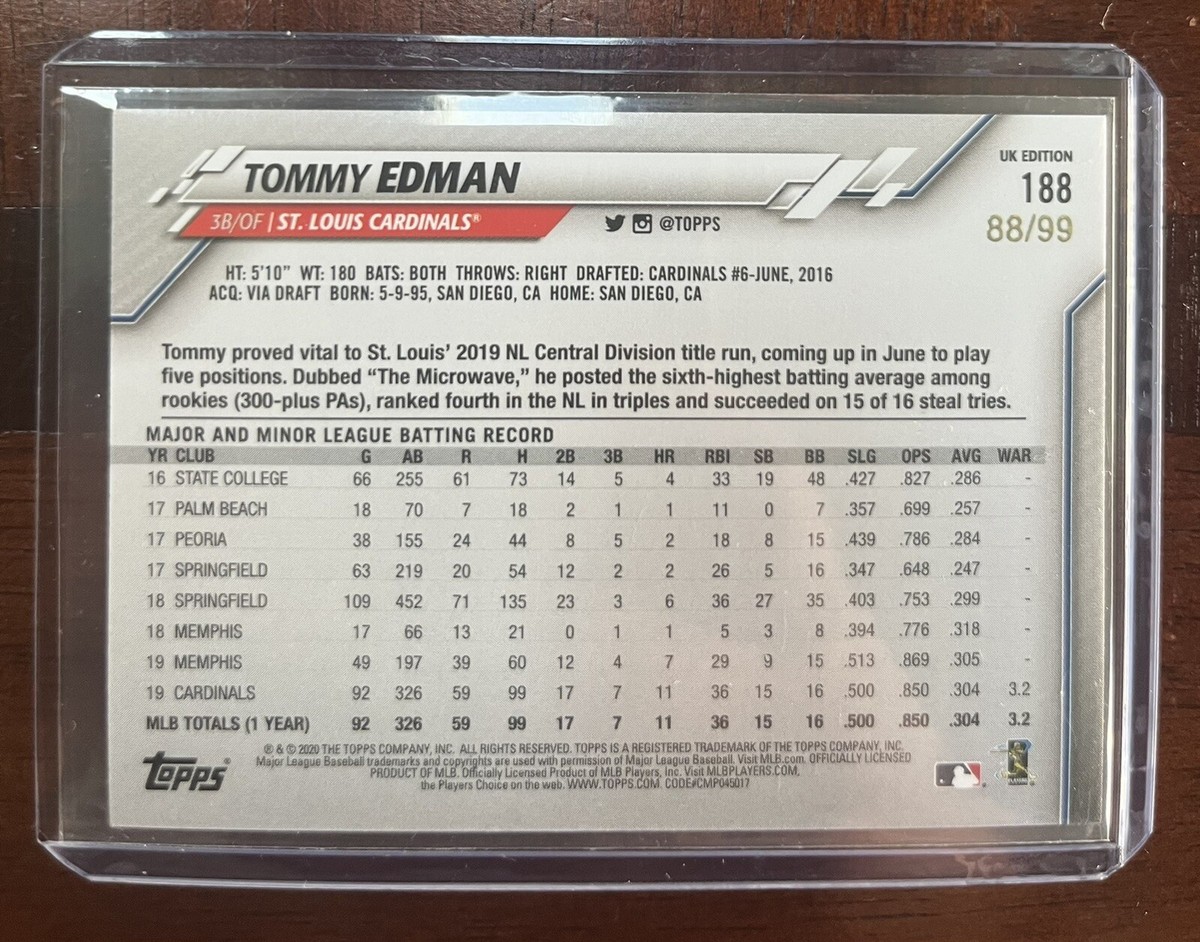 UK EDITION
TOMMY EDMAN
188
3B/OF | ST. LOUIS CARDINALS®
@TOPPS
88/99
HT: 5'10" WT: 180 BATS: BOTH THROWS: RIGHT DRAFTED: CARDINALS #6-JUNE, 2016
ACQ: VIA DRAFT BORN: 5-9-95, SAN DIEGO, CA HOME: SAN DIEGO, CA
Tommy proved vital to St. Louis' 2019 NL Central Division title run, coming up in June to play
five positions. Dubbed “The Microwave,” he posted the sixth-highest batting average among
rookies (300-plus PAs), ranked fourth in the NL in triples and succeeded on 15 of 16 steal tries.
MAJOR AND MINOR LEAGUE BATTING RECORD
YR CLUB G AB R H 2B 3B HR RBI SB BB SLG OPS AVG WAR
16 STATE COLLEGE 66 255 61 73 14 5 4 33 19 48 .427 .827 .286 -
17 PALM BEACH 18 70 7 18 2 1 1 11 0 7 .357 .699 .257 -
17 PEORIA 38 155 24 44 8 5 2 18 8 15 .439 .786 .284 -
17 SPRINGFIELD 63 219 20 54 12 2 2 26 5 16 .347 .648 .247 -
18 SPRINGFIELD 109 452 71 135 23 3 6 36 27 35 .403 .753 .299 -
18 MEMPHIS 17 66 13 21 0 1 1 5 3 8 .394 .776 .318 -
19 MEMPHIS 49 197 39 60 12 4 7 29 9 15 .513 .869 .305 -
19 CARDINALS 92 326 59 99 17 7 11 36 15 16 .500 .850 .304 3.2
MLB TOTALS (1 YEAR) 92 326 59 99 17 7 11 36 15 16 .500 .850 .304 3.2
® & © 2020 THE TOPPS COMPANY, INC. ALL RIGHTS RESERVED. TOPPS IS A REGISTERED TRADEMARK OF THE TOPPS COMPANY, INC.
Major League Baseball trademarks and copyrights are used with permission of Major League Baseball. Visit MLB.com. OFFICIALLY LICENSED
PRODUCT OF MLB. Officially Licensed Product of MLB Players, Inc. Visit MLBPLAYERS.COM,
the Players Choice on the web. WWW.TOPPS.COM. CODE#CMP045017
Topps®